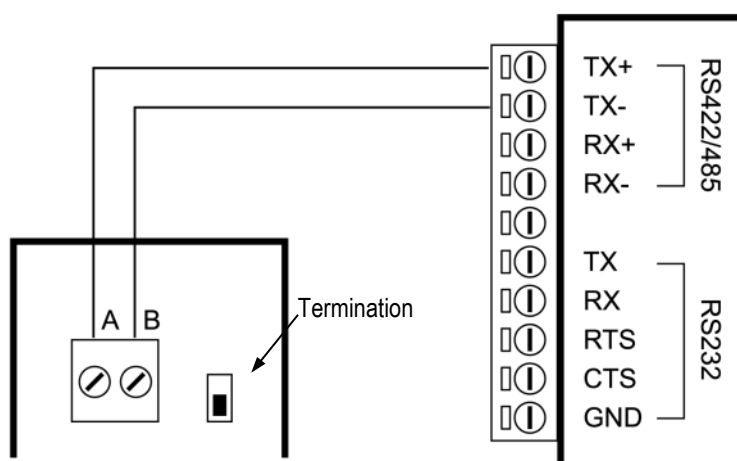 TX+
TX-
RX+
RX-
RS422/485
A B
Termination
TX
RX
RTS
CTS
GND
RS232